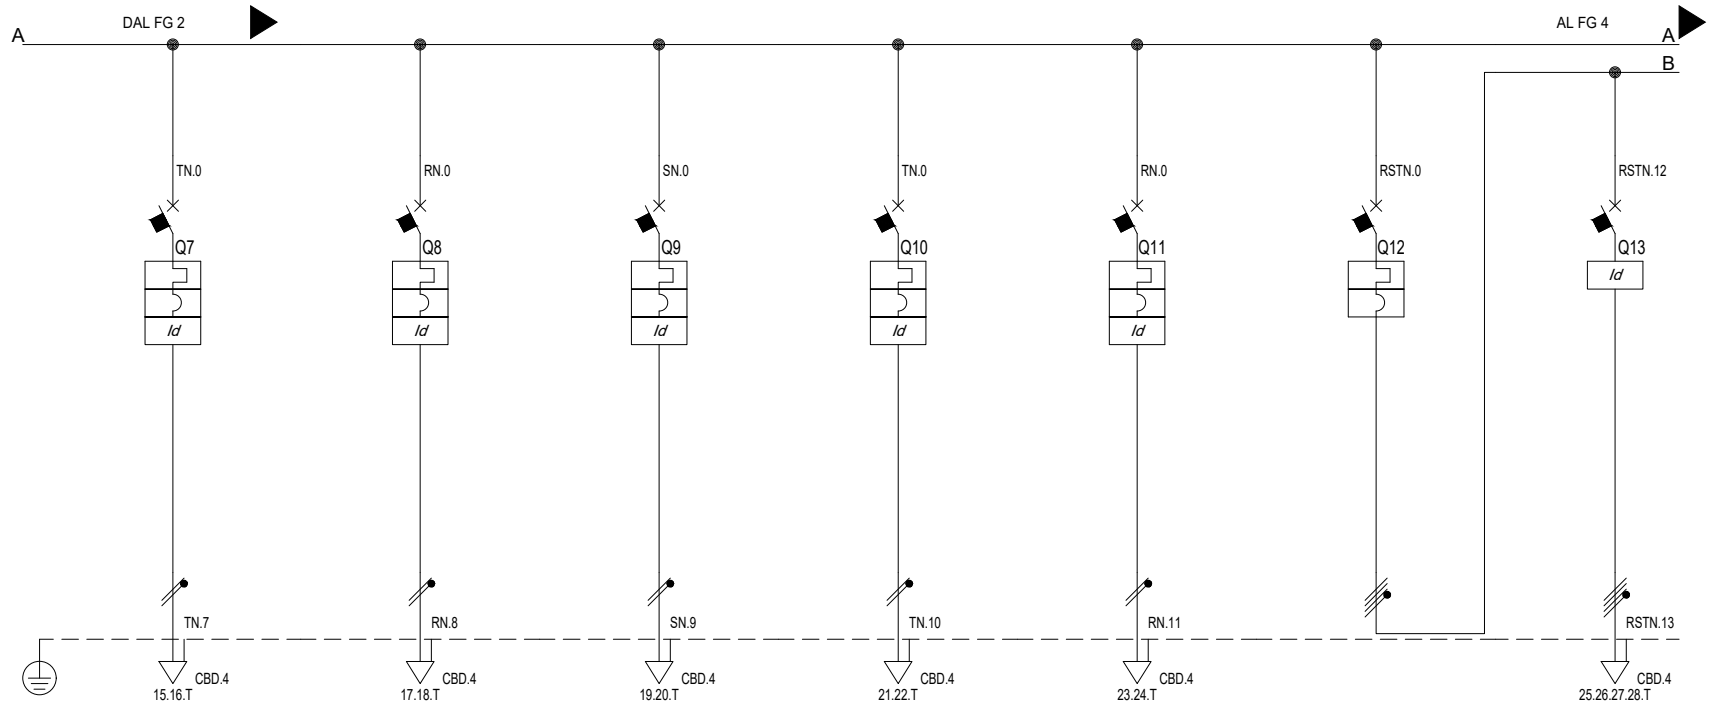 DAL FG 2
AL FG 4
A
A
B
TN.0
RN.0
SN.0
TN.0
RN.0
RSTN.0
RSTN.12
Q7
Q8
Q9
Q10
Q11
Q12
Q13
Id
Id
Id
Id
Id
Id
TN.7
RN.8
SN.9
TN.10
RN.11
RSTN.13
CBD.4
CBD.4
CBD.4
CBD.4
CBD.4
CBD.4
15.16.T
17.18.T
19.20.T
21.22.T
23.24.T
25.26.27.28.T